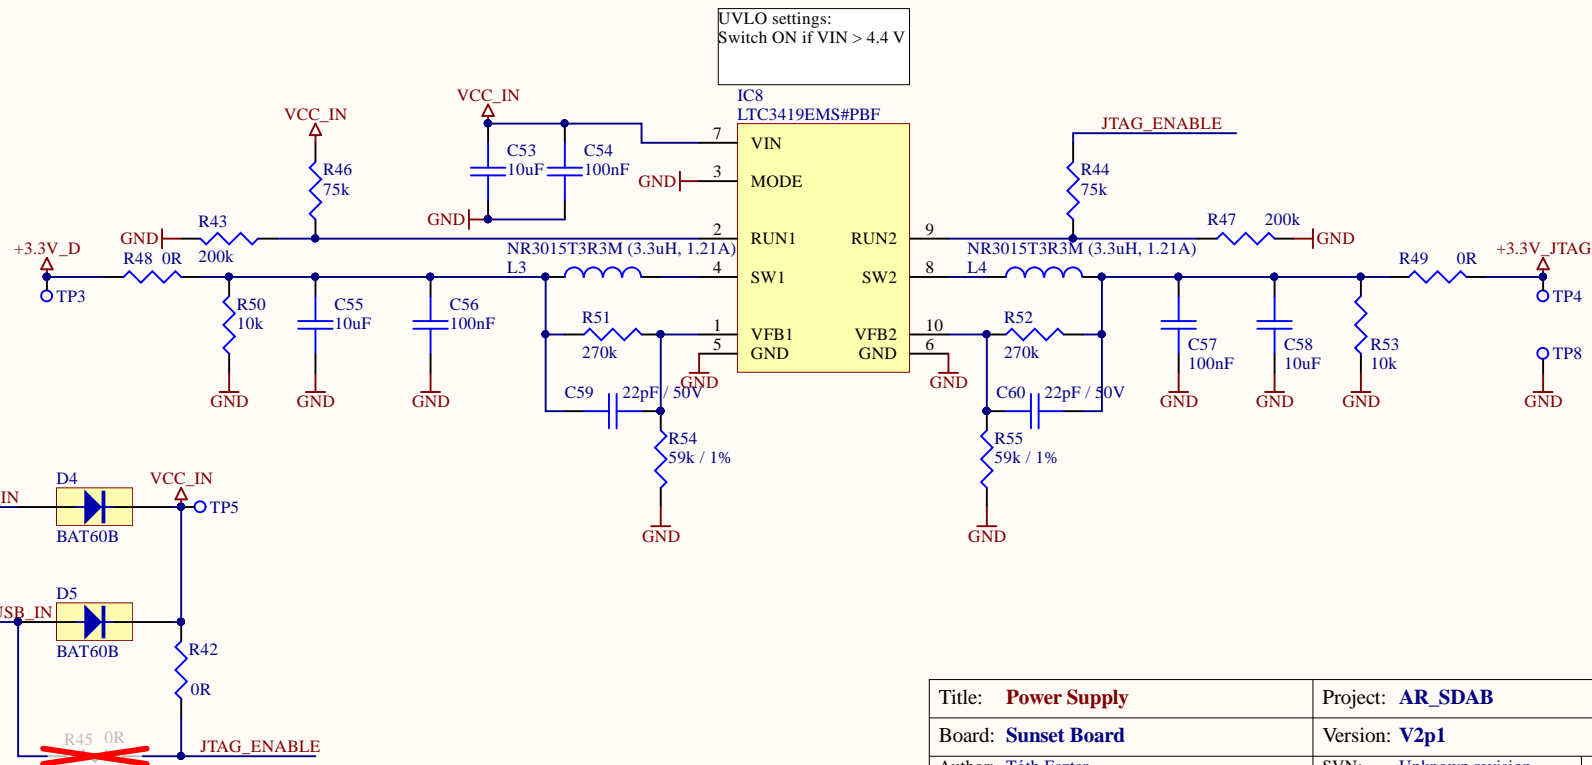 UVLO settings:
Switch ON if VIN > 4.4 V
IC8
LTC3419EMS#PBF
VCC_IN
VCC_IN
JTAG_ENABLE
7
VIN
C53
10uF
C54
100nF
R46
75k
GND
3
MODE
R44
75k
GND
R43
200k
GND
2
RUN1
RUN2
9
R47
200k
GND
+3.3V_D
R48
0R
NR3015T3R3M (3.3uH, 1.21A)
L3
4
SW1
SW2
8
NR3015T3R3M (3.3uH, 1.21A)
L4
R49
0R
+3.3V_JTAG
TP3
TP4
R50
10k
C55
10uF
C56
100nF
R51
270k
1
VFB1
VFB2
10
5
GND
GND
6
R52
270k
C57
100nF
C58
10uF
R53
10k
TP8
GND
GND
GND
GND
GND
GND
GND
GND
GND
C59
22pF / 50V
C60
22pF / 50V
R54
59k / 1%
R55
59k / 1%
GND
GND
IN
D4
BAT60B
VCC_IN
TP5
USB_IN
D5
BAT60B
R42
0R
R45
0R
JTAG_ENABLE
Title: Power Supply
Project: AR_SDAB
Board: Sunset Board
Version: V2p1